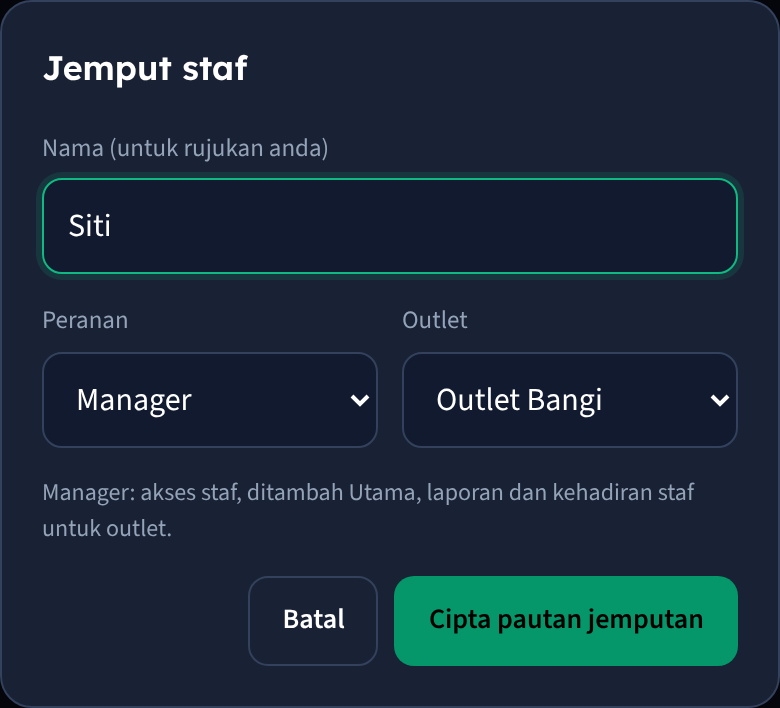 Jemput staf
Nama (untuk rujukan anda)
Siti
Peranan
Outlet
Manager
Outlet Bangi
Manager: akses staf, ditambah Utama, laporan dan kehadiran staf
untuk outlet.
Batal
Cipta pautan jemputan